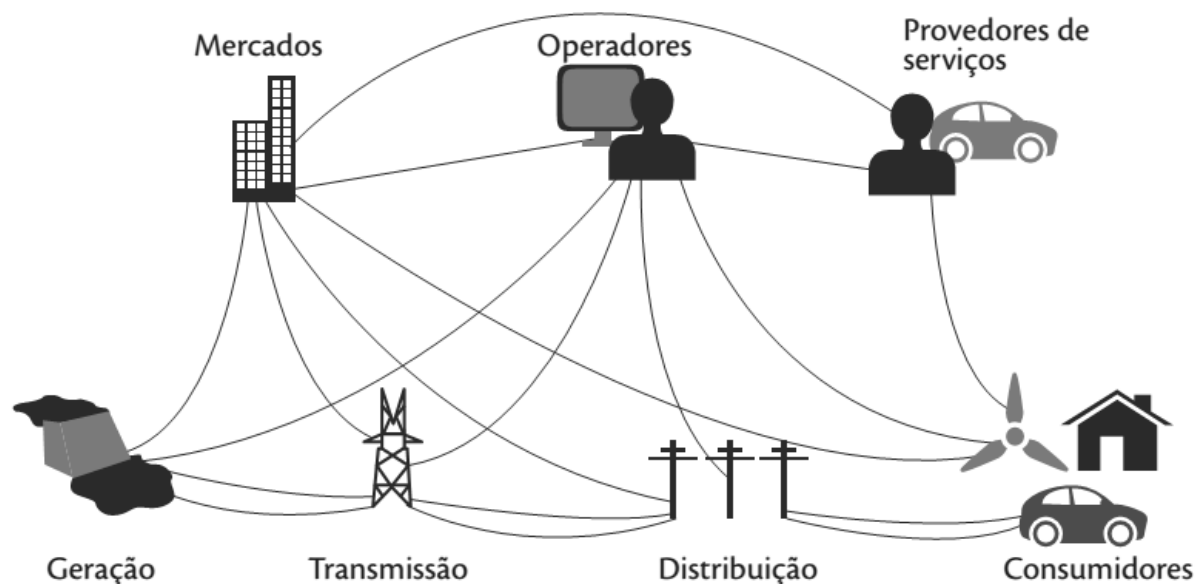 Mercados
Operadores
Provedores de
serviços
Geração
Transmissão
Distribuição
Consumidores